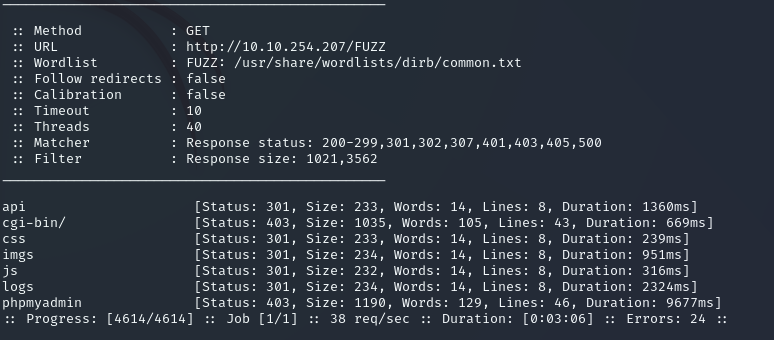 :: Method : GET
:: URL : http://10.10.254.207/FUZZ
:: Wordlist : FUZZ: /usr/share/wordlists/dirb/common.txt
:: Follow redirects : false
:: Calibration : false
:: Timeout : 10
:: Threads : 40
:: Matcher : Response status: 200-299,301,302,307,401,403,405,500
:: Filter : Response size: 1021,3562
api [Status: 301, Size: 233, Words: 14, Lines: 8, Duration: 1360ms]
cgi-bin/ [Status: 403, Size: 1035, Words: 105, Lines: 43, Duration: 669ms]
css [Status: 301, Size: 233, Words: 14, Lines: 8, Duration: 239ms]
imgs [Status: 301, Size: 234, Words: 14, Lines: 8, Duration: 951ms]
js [Status: 301, Size: 232, Words: 14, Lines: 8, Duration: 316ms]
logs [Status: 301, Size: 234, Words: 14, Lines: 8, Duration: 2324ms]
phpmyadmin [Status: 403, Size: 1190, Words: 129, Lines: 46, Duration: 9677ms]
:: Progress: [4614/4614] :: Job [1/1] :: 38 req/sec :: Duration: [0:03:06] :: Errors: 24 ::